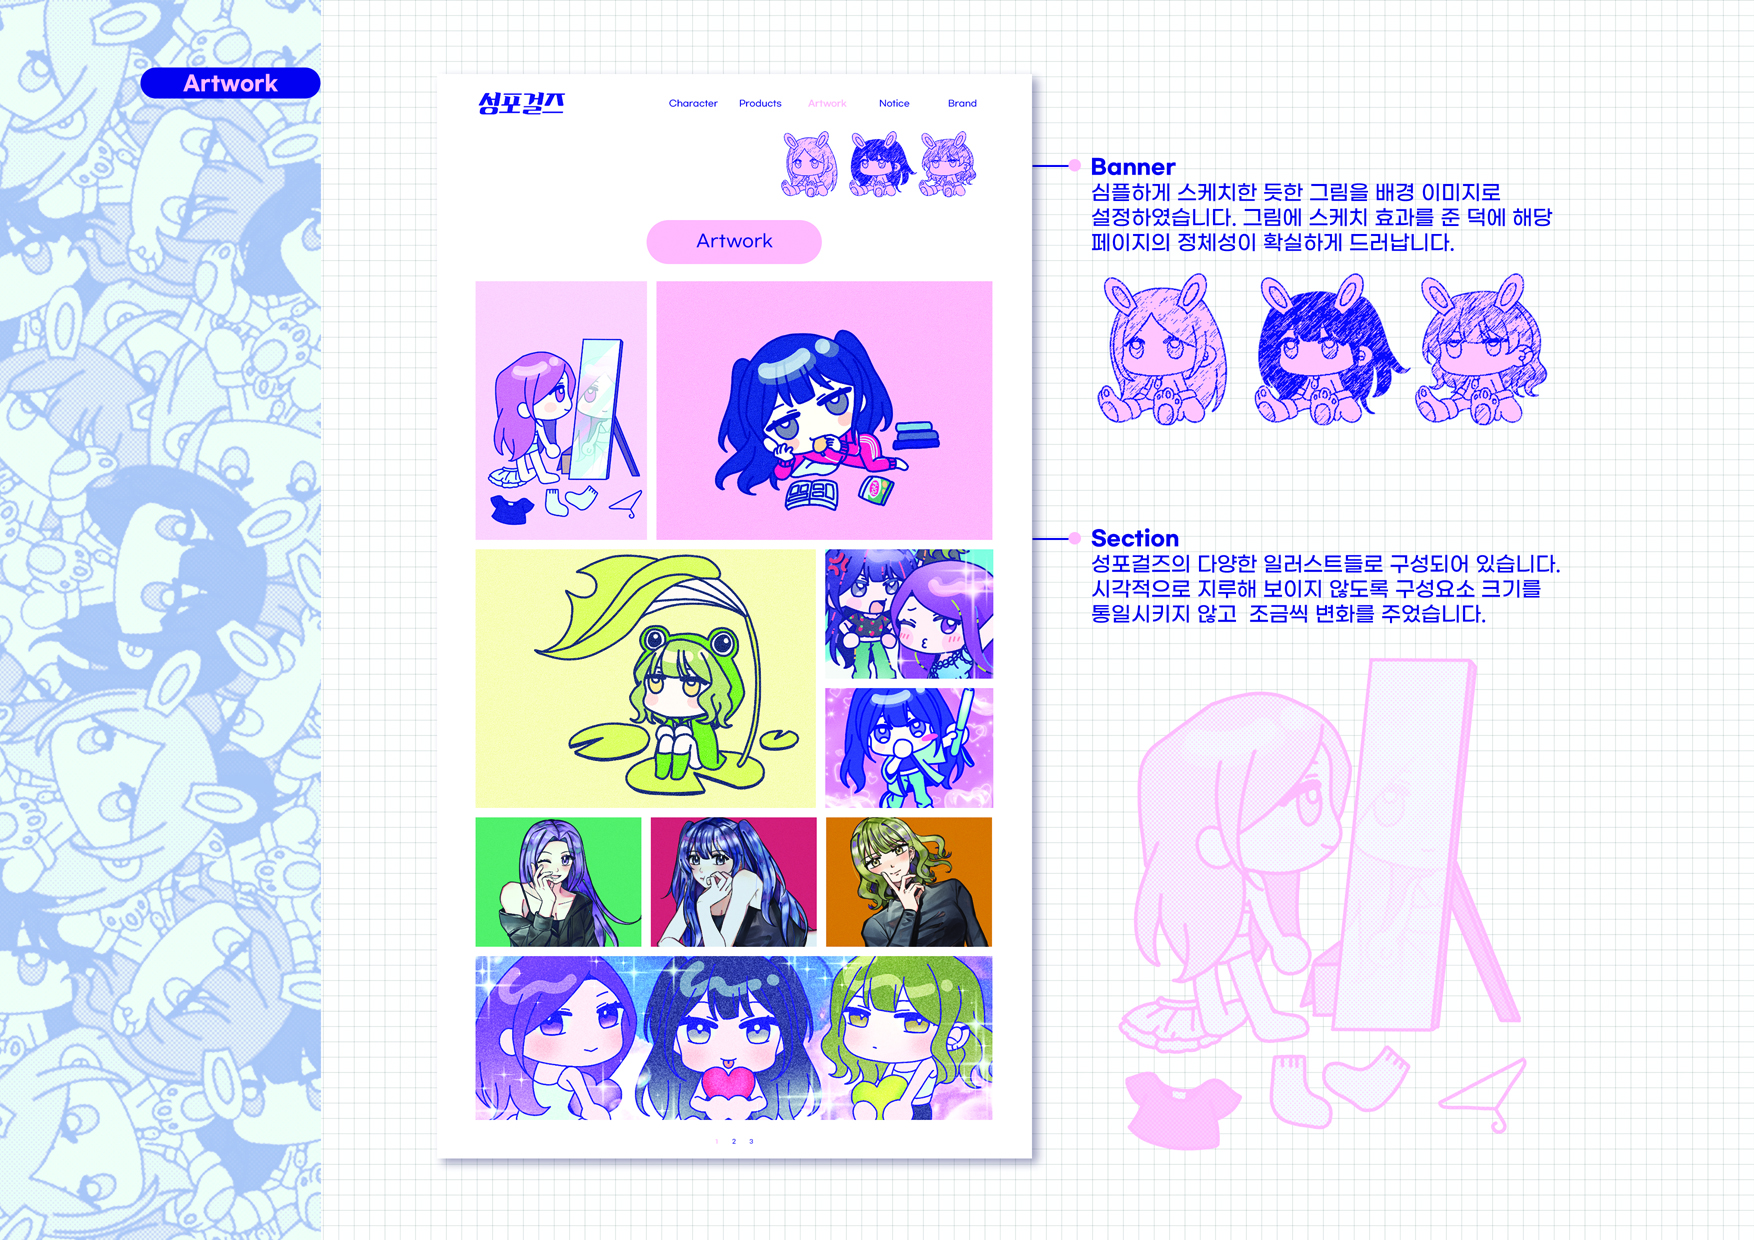 Artwork
성포걸즈
Character Products Artwork Notice Brand
Artwork
1 2 3
Banner
심플하게 스케치한 듯한 그림을 배경 이미지로
설정하였습니다. 그림에 스케치 효과를 준 덕에 해당
페이지의 정체성이 확실하게 드러납니다.
Section
성포걸즈의 다양한 일러스트들로 구성되어 있습니다.
시각적으로 지루해 보이지 않도록 구성요소 크기를
통일시키지 않고 조금씩 변화를 주었습니다.